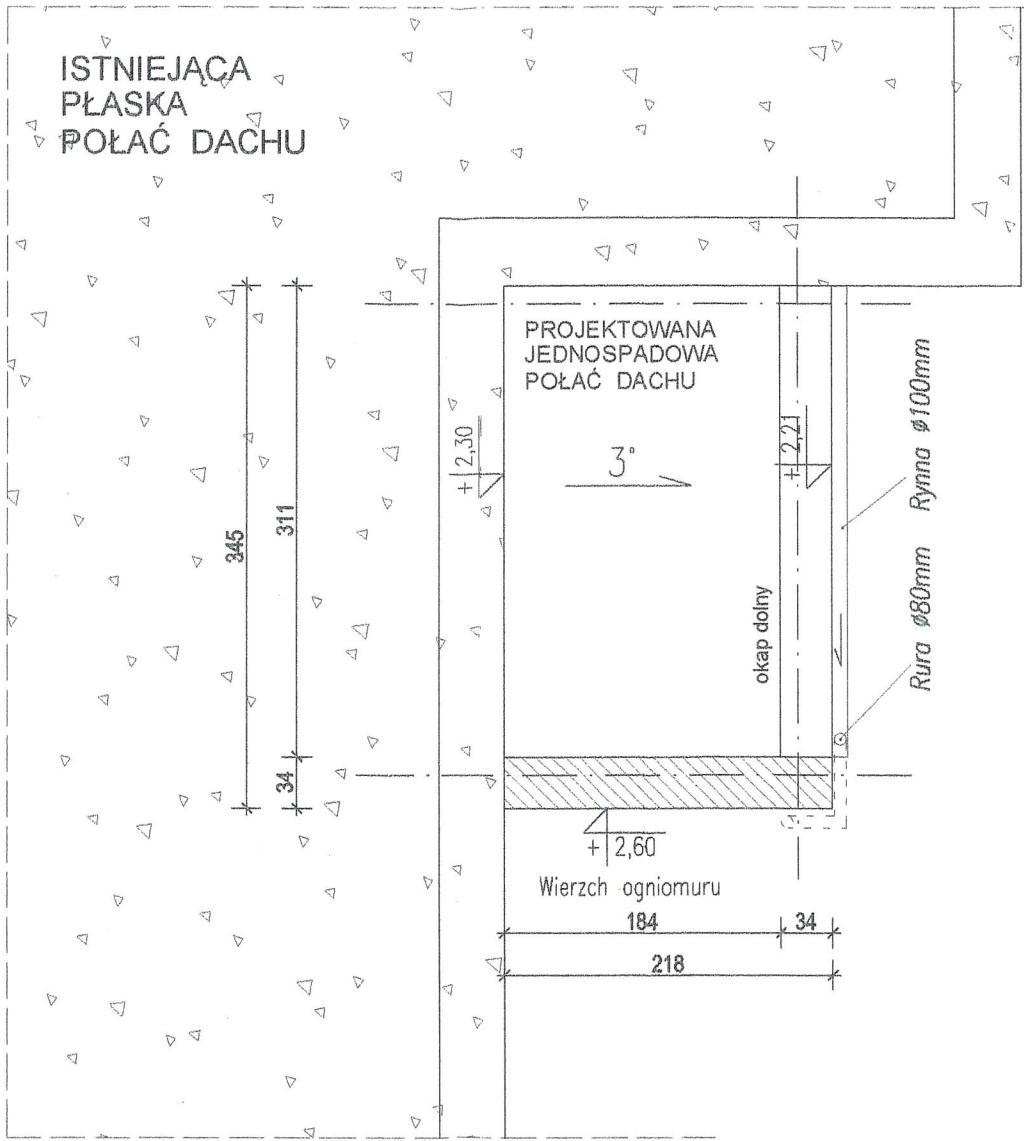 ISTNIEJĄCA
PŁASKA
POŁAĆ DACHU
PROJEKTOWANA
JEDNOSPADOWA
POŁAĆ DACHU
3°
+ 2,30
+ 2,21
okap dolny
Rura ø80mm Rynna ø100mm
345
311
34
+ 2,60
Wierzch ogniomuru
184
34
218